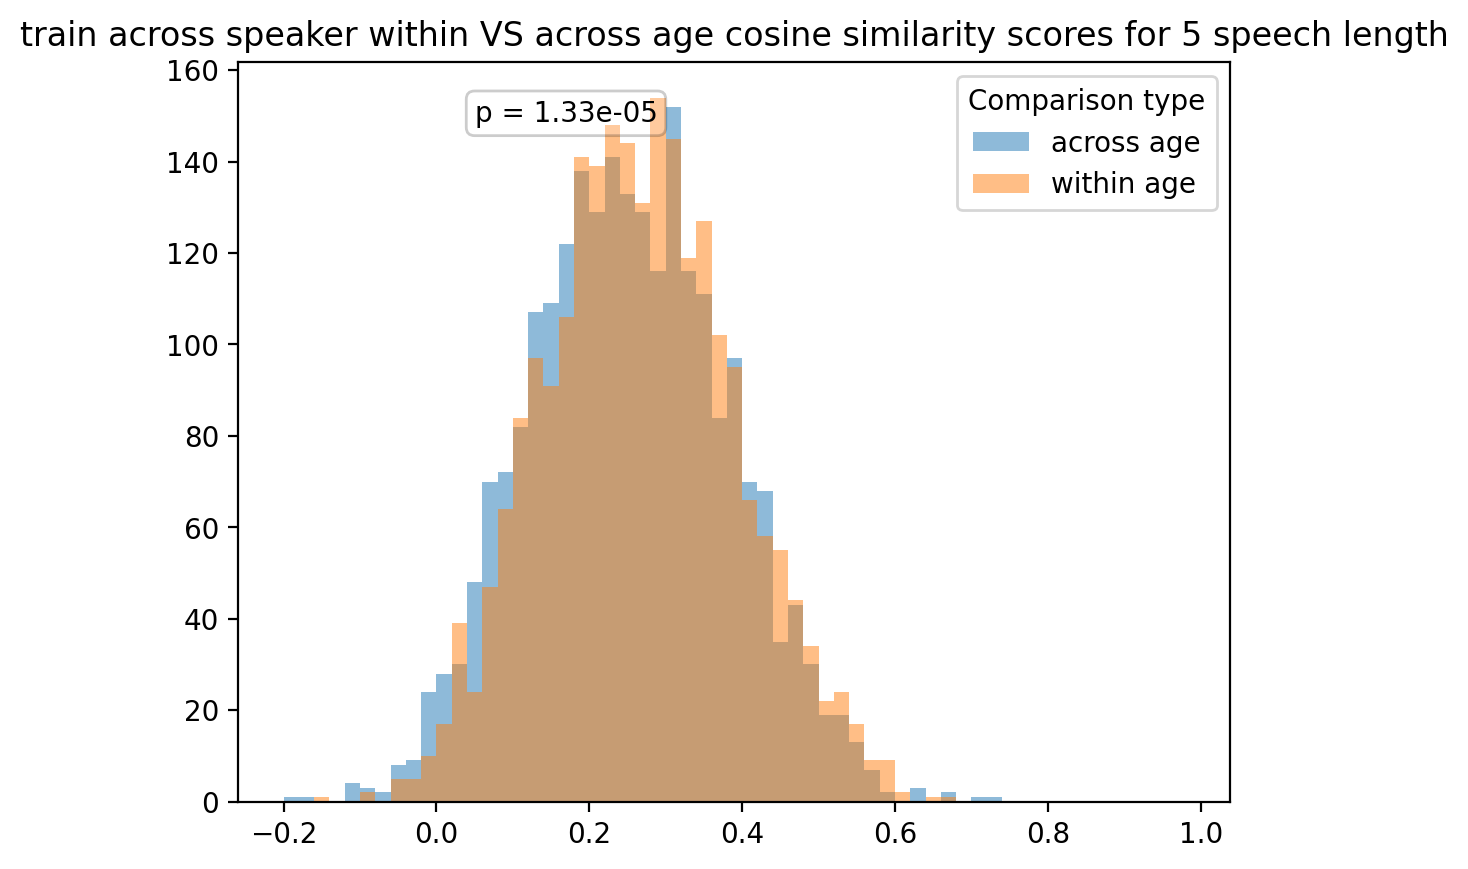 train across speaker within VS across age cosine similarity scores for 5 speech length
160
140
120
100
80
60
40
20
0
p = 1.33e-05
Comparison type
across age
within age
−0.2 0.0 0.2 0.4 0.6 0.8 1.0